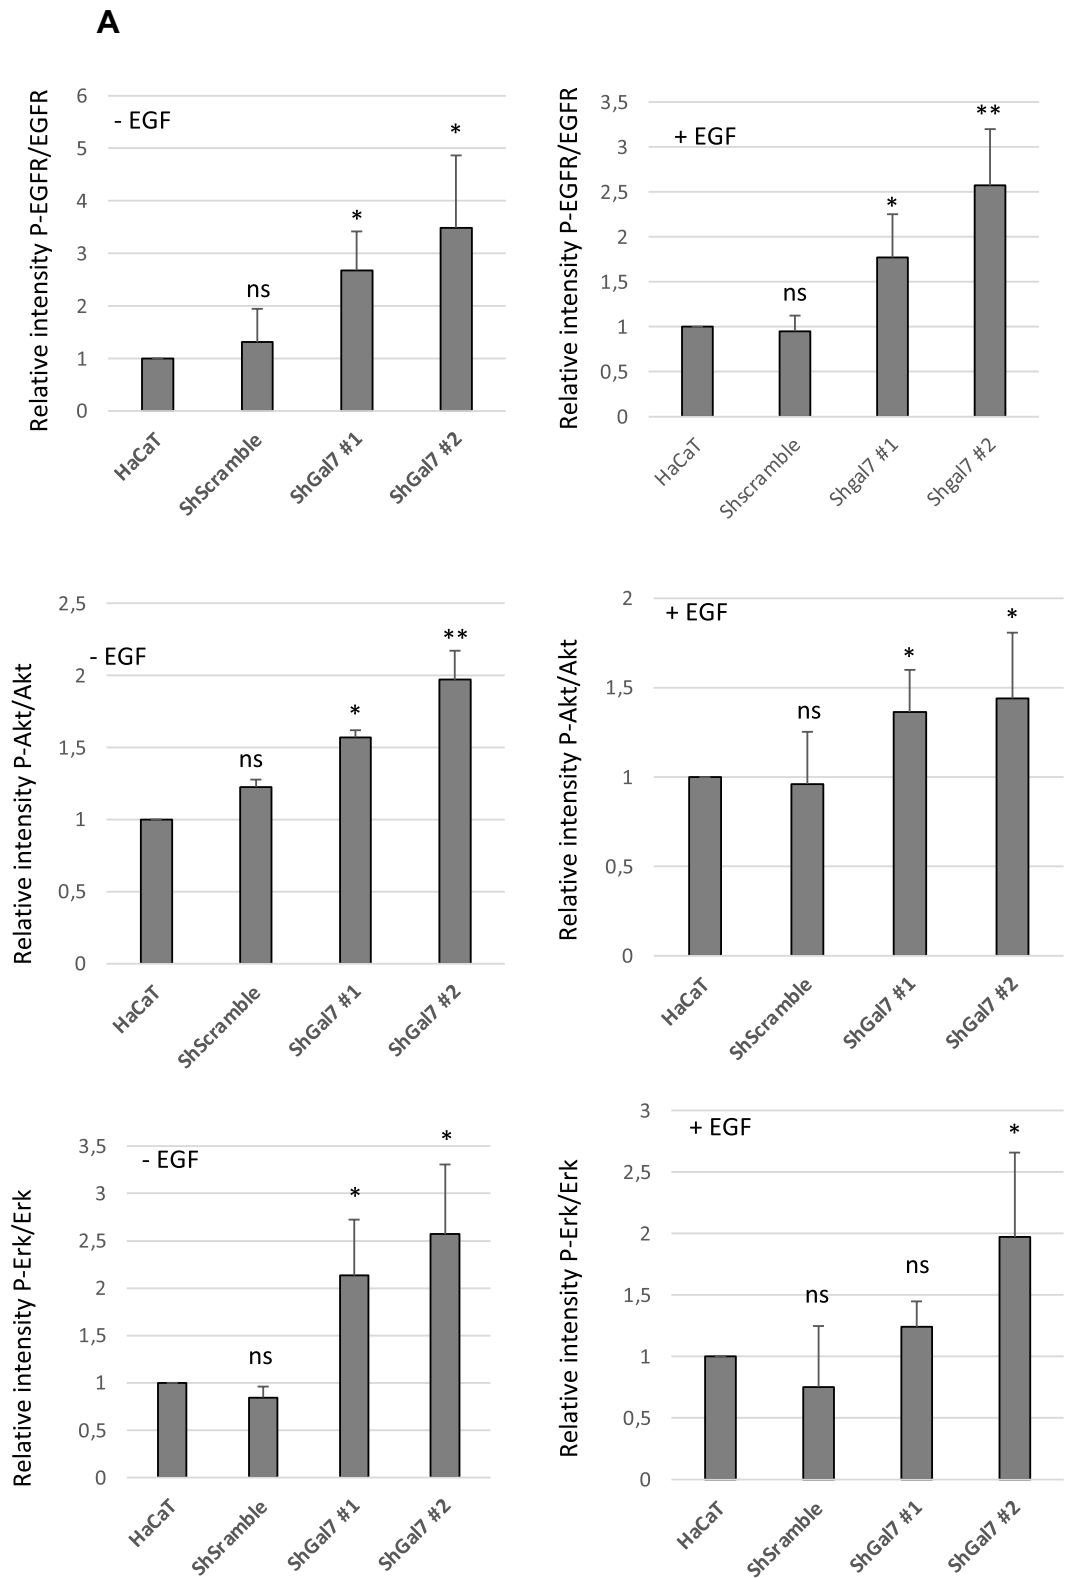 A
Relative intensity P-EGFR/EGFR
- EGF
6
5
4
3
2
1
0
ns
*
*
HaCaT
ShScramble
ShGal7 #1
ShGal7 #2
Relative intensity P-EGFR/EGFR
+ EGF
3,5
3
2,5
2
1,5
1
0,5
0
ns
*
**
HaCaT
Shscramble
Shgal7 #1
Shgal7 #2
Relative intensity P-Akt/Akt
- EGF
2,5
2
1,5
1
0,5
0
ns
*
**
HaCaT
ShScramble
ShGal7 #1
ShGal7 #2
Relative intensity P-Akt/Akt
+ EGF
2
1,5
1
0,5
0
ns
*
*
HaCaT
ShScramble
ShGal7 #1
ShGal7 #2
Relative intensity P-Erk/Erk
- EGF
3,5
3
2,5
2
1,5
1
0,5
0
ns
*
*
HaCaT
ShSramble
ShGal7 #1
ShGal7 #2
Relative intensity P-Erk/Erk
+ EGF
3
2,5
2
1,5
1
0,5
0
ns
ns
*
HaCaT
ShSramble
ShGal7 #1
ShGal7 #2